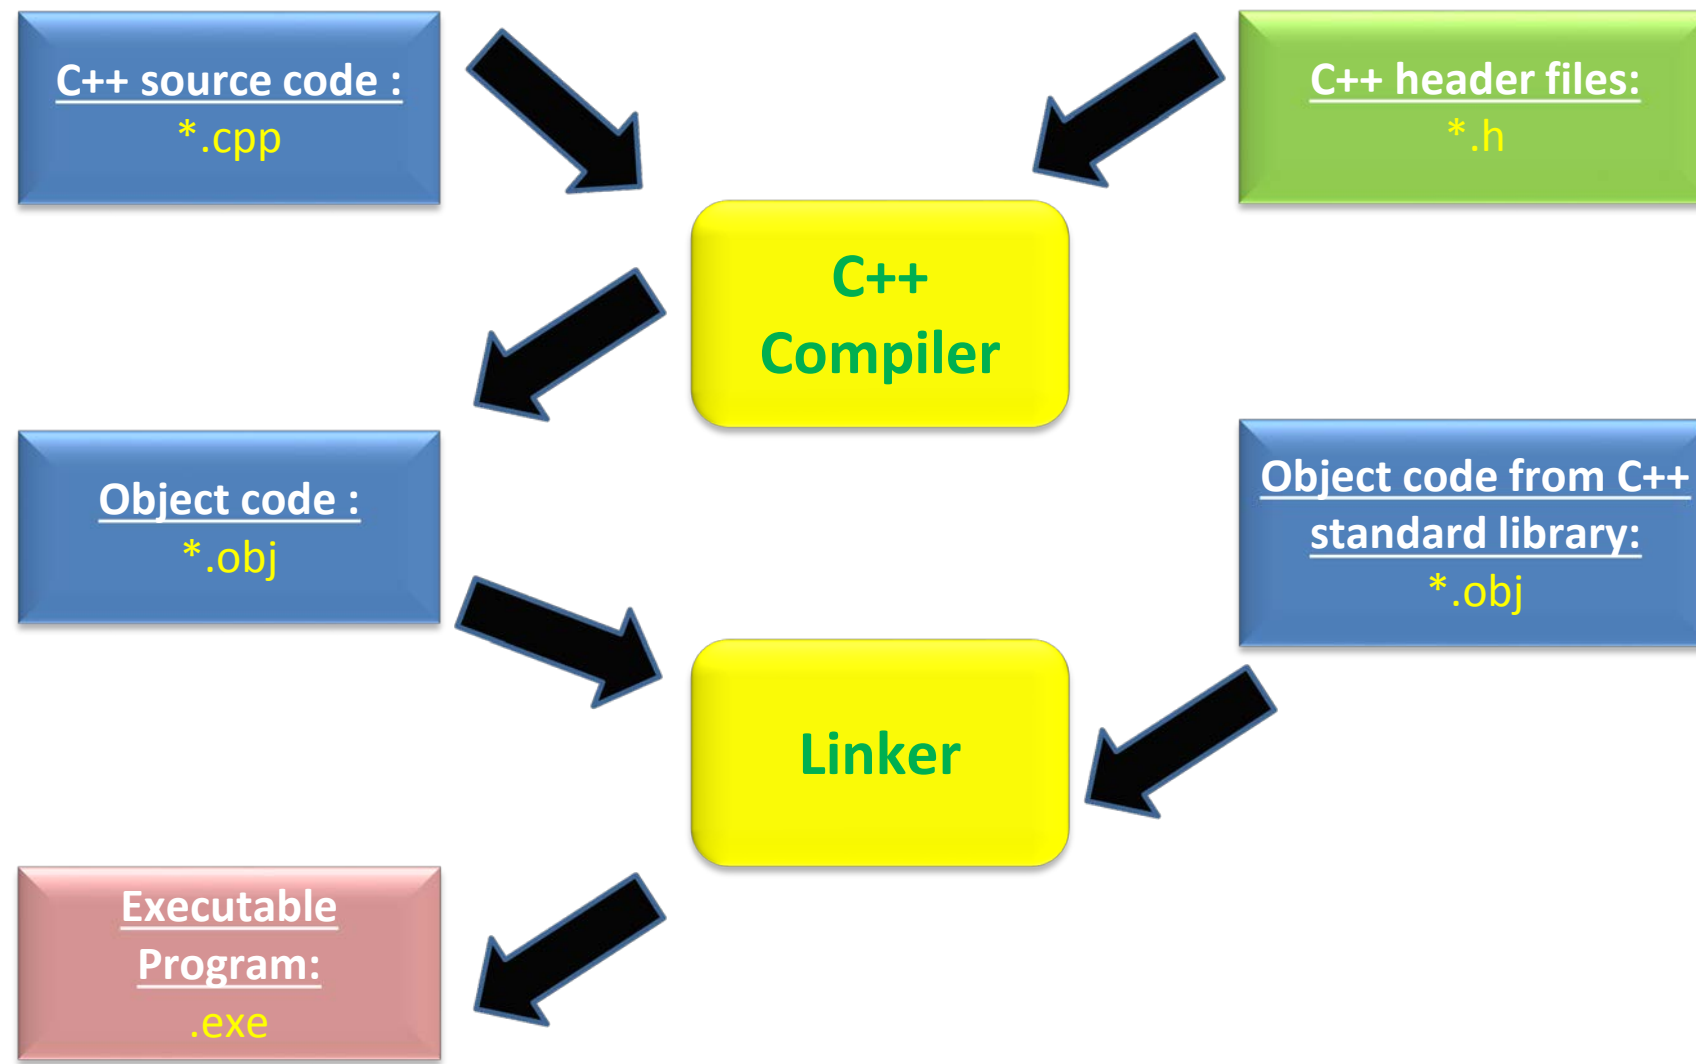 C++ source code :
*.cpp
C++ header files:
*.h
C++
Compiler
Object code :
*.obj
Object code from C++
standard library:
*.obj
Linker
Executable
Program:
.exe